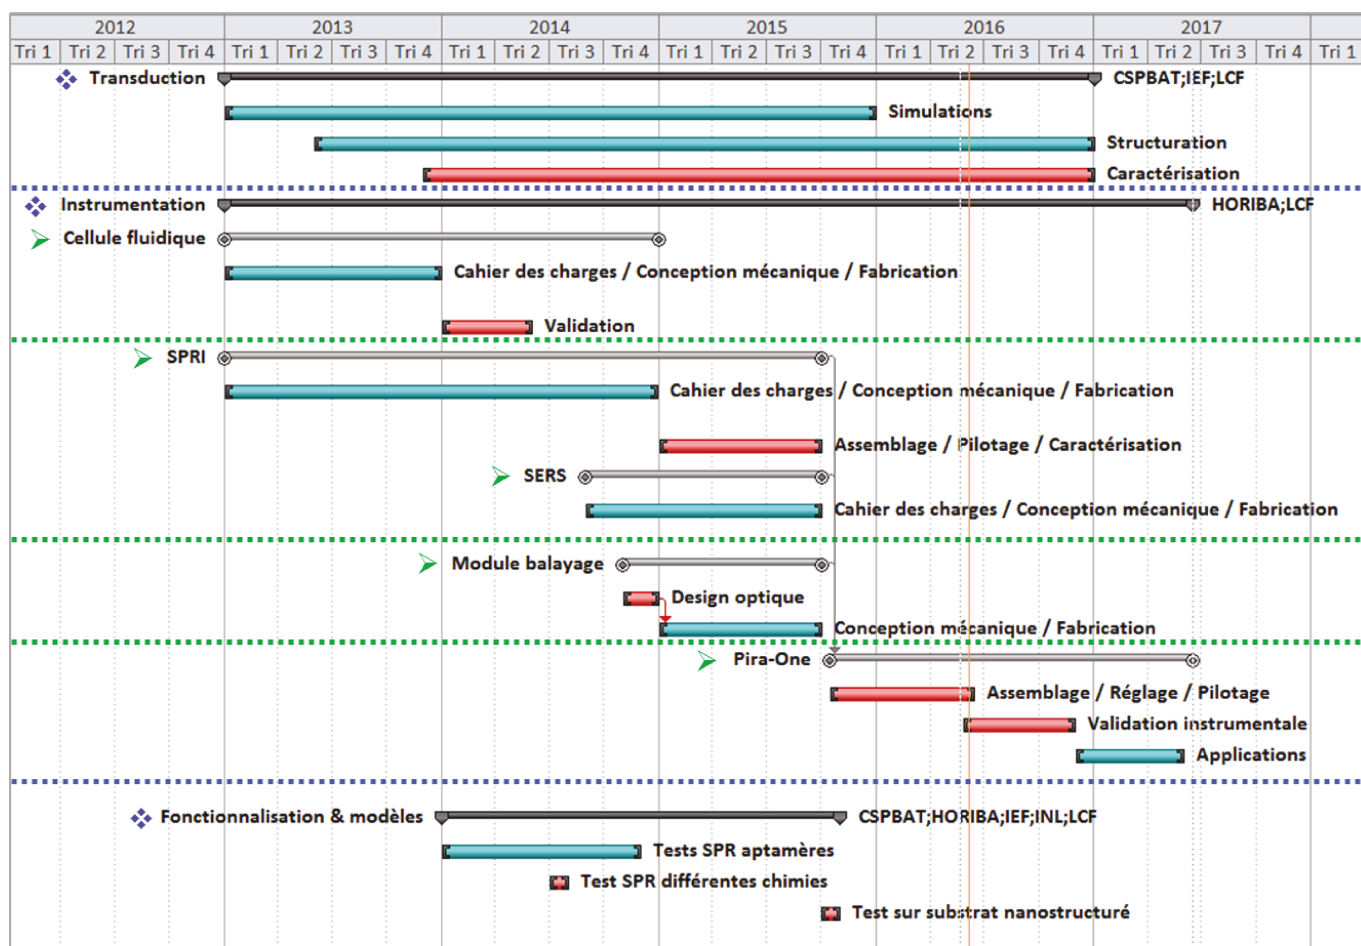 2012 2013 2014 2015 2016 2017
Tri 1 Tri 2 Tri 3 Tri 4 Tri 1 Tri 2 Tri 3 Tri 4 Tri 1 Tri 2 Tri 3 Tri 4 Tri 1 Tri 2 Tri 3 Tri 4 Tri 1 Tri 2 Tri 3 Tri 4 Tri 1 Tri 2 Tri 3 Tri 4 Tri 1
Transduction CSPBAT;IEF;LCF
Simulations
Structuration
Caractérisation
Instrumentation HORIBA;LCF
Cellule fluidique
Cahier des charges / Conception mécanique / Fabrication
Validation
SPRI
Cahier des charges / Conception mécanique / Fabrication
Assemblage / Pilotage / Caractérisation
SERS
Cahier des charges / Conception mécanique / Fabrication
Module balayage
Design optique
Conception mécanique / Fabrication
Pira-One
Assemblage / Réglage / Pilotage
Validation instrumentale
Applications
Fonctionnalisation & modèles CSPBAT;HORIBA;IEF;INL;LCF
Tests SPR aptamères
Test SPR différentes chimies
Test sur substrat nanostructuré